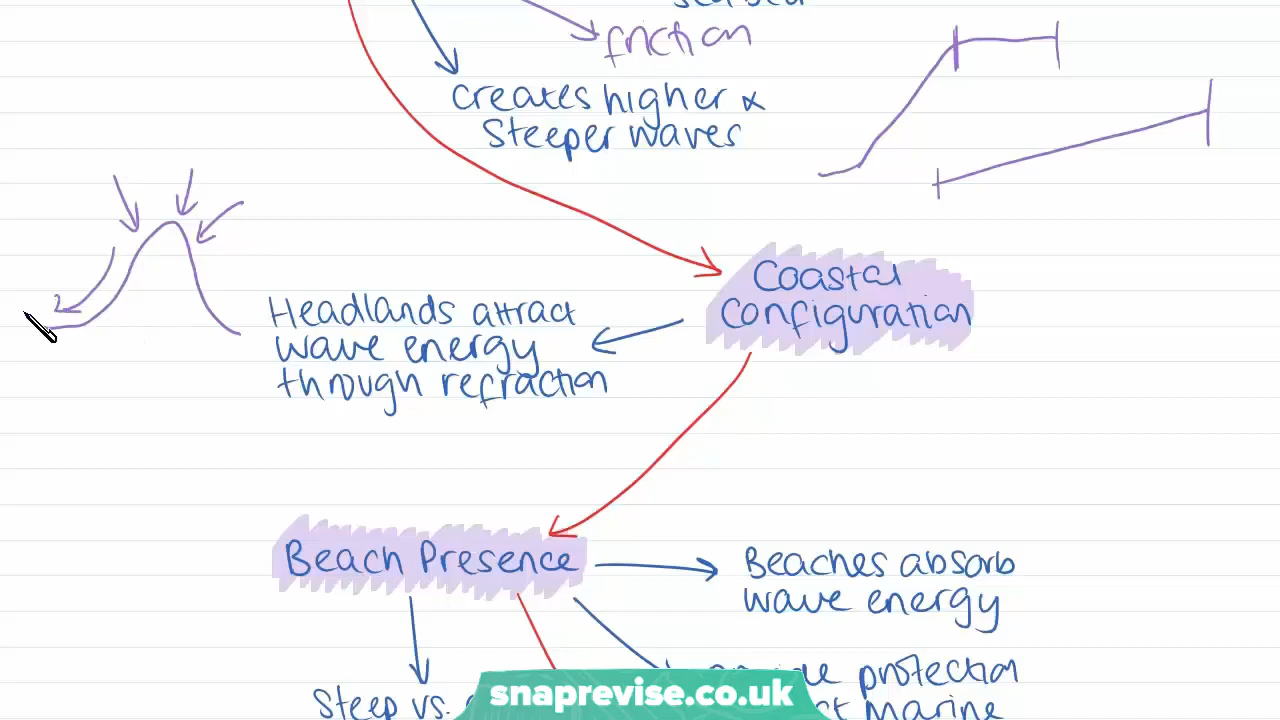 friction
Creates higher &
Steeper waves
Coastal
Configuration
Headlands attract
wave energy
through refraction
Beach Presence
Beaches absorb
wave energy
protection
Steep vs.
marine
snaprevise.co.uk